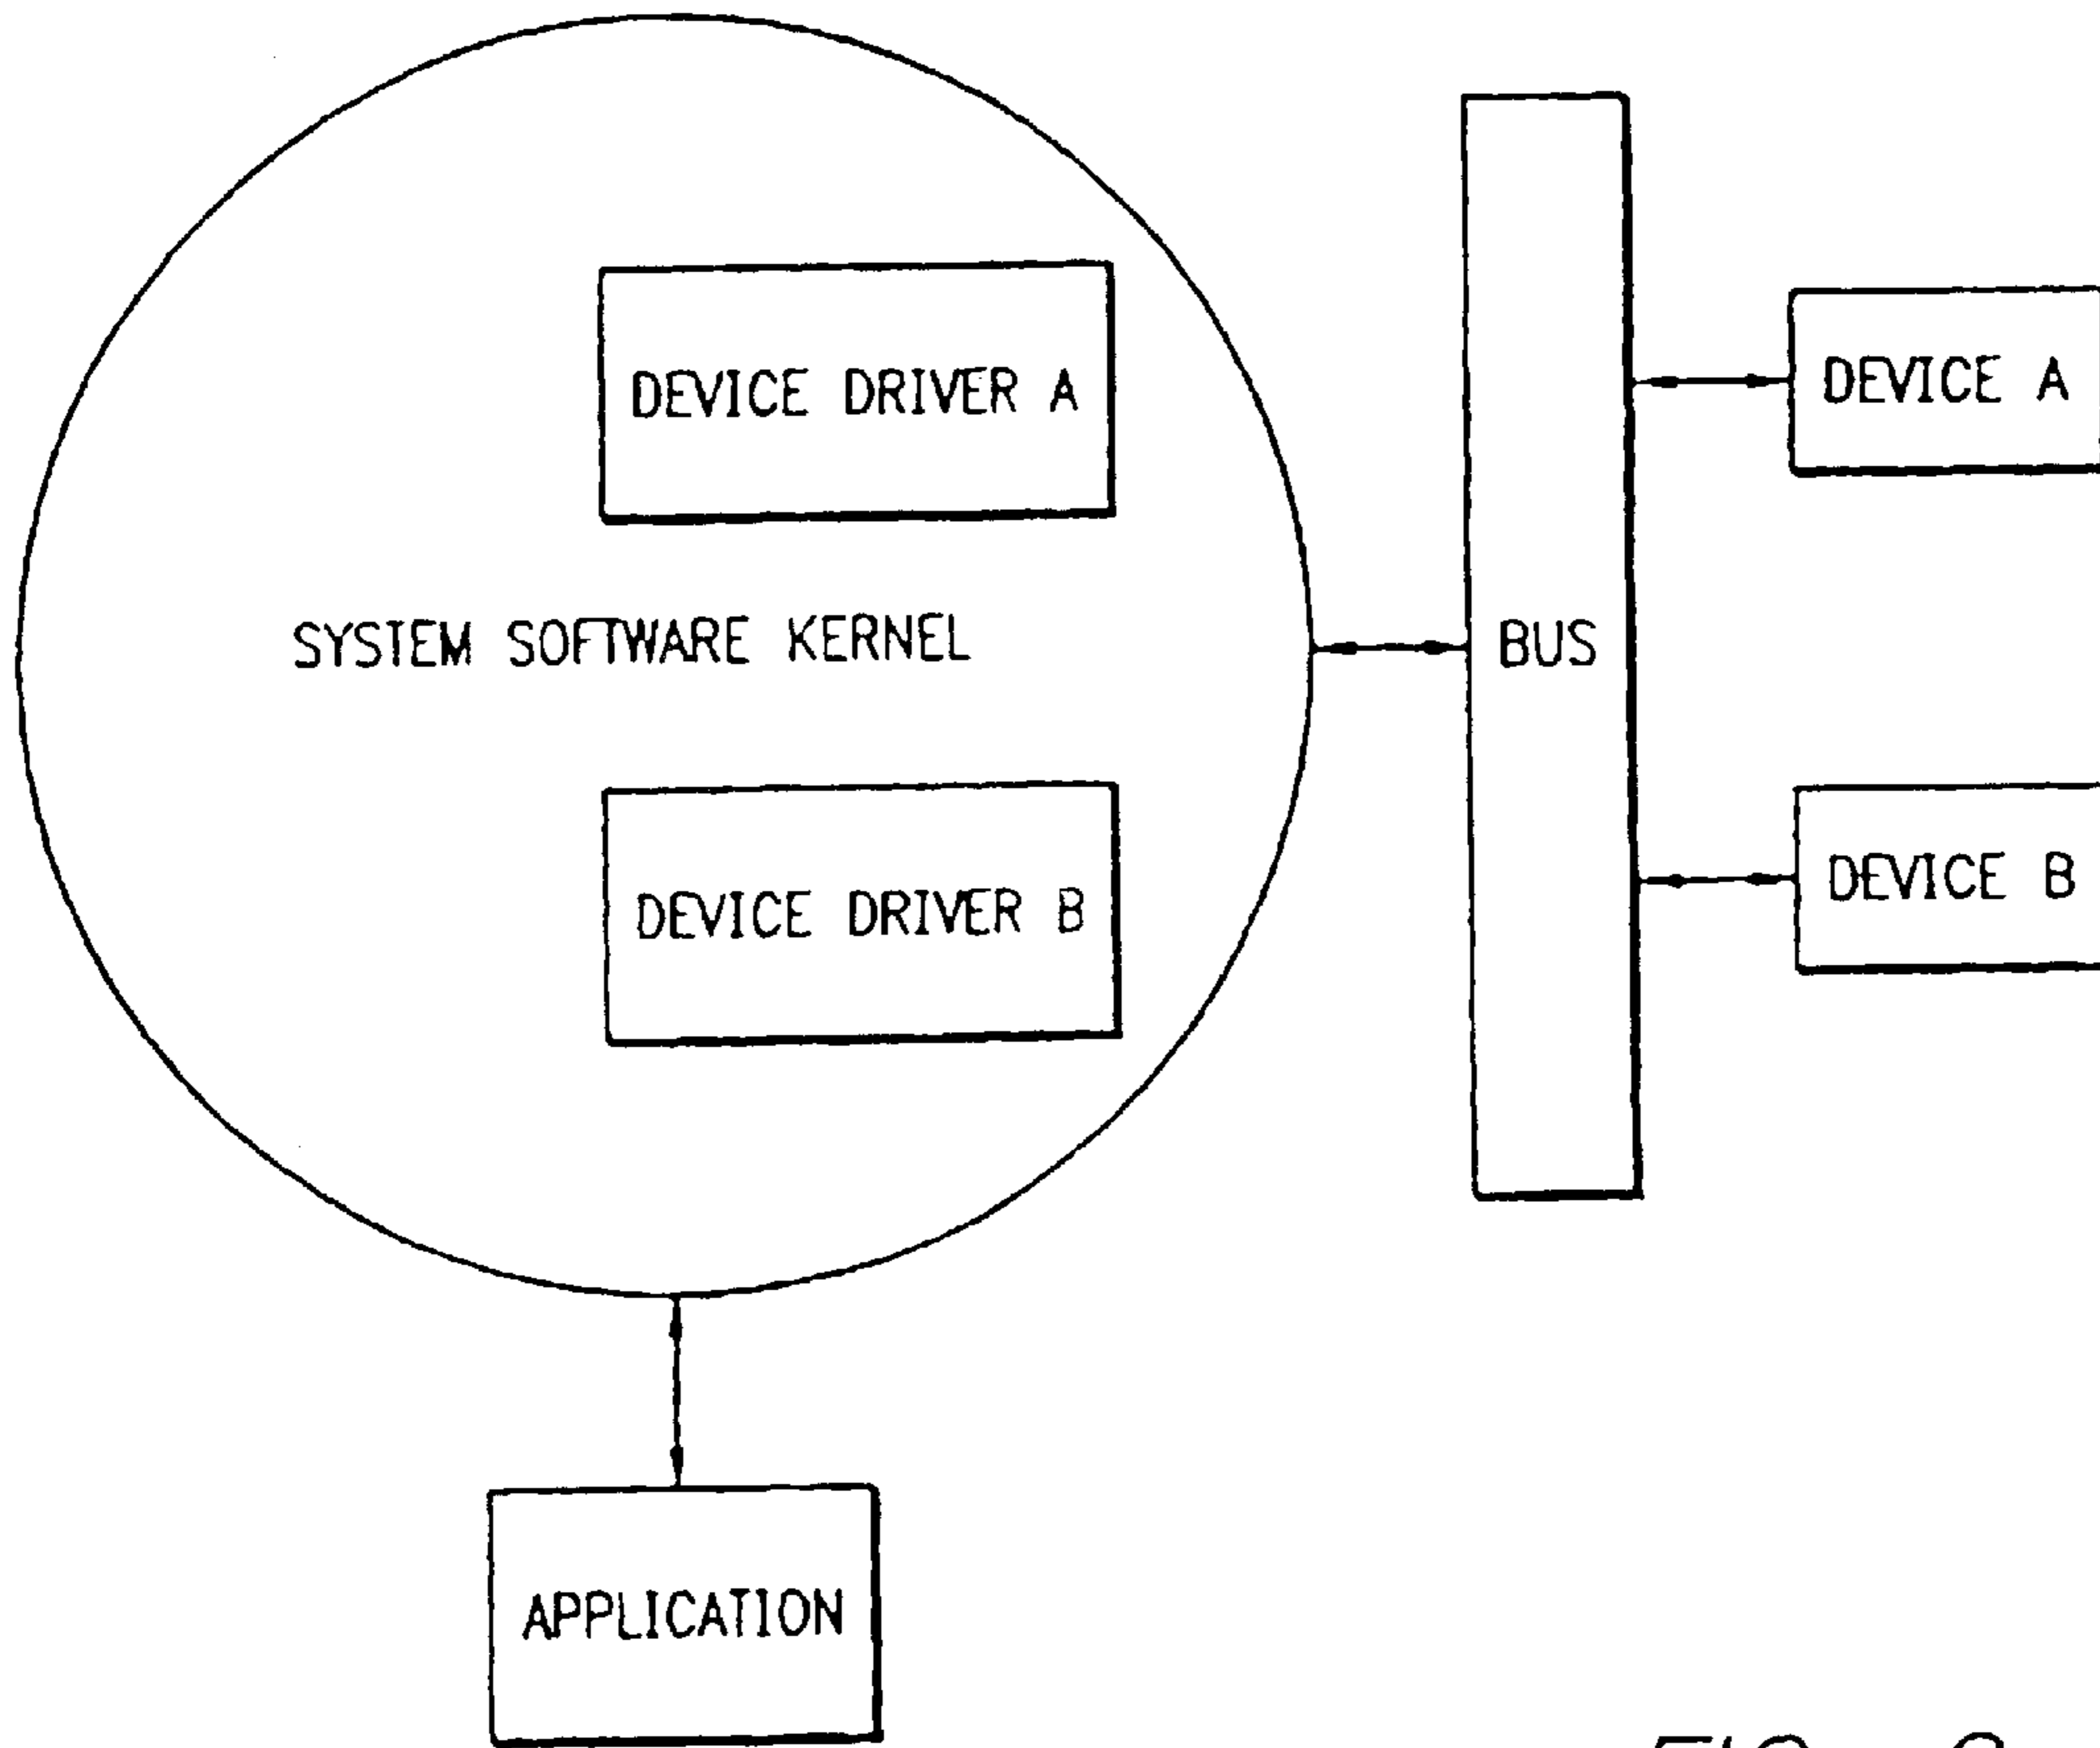 DEVICE DRIVER A
DEVICE A
SYSTEM SOFTWARE KERNEL
BUS
DEVICE DRIVER B
DEVICE B
APPLICATION